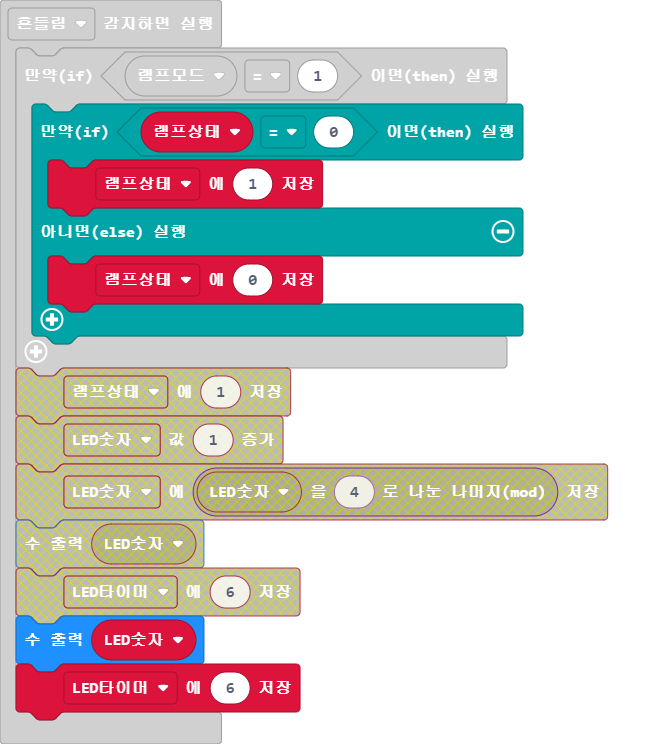 흔들림 감지하면 실행
만약(if) 램프모드 = 1 이면(then) 실행
만약(if) 램프상태 = 0 이면(then) 실행
램프상태 에 1 저장
아니면(else) 실행
램프상태 에 0 저장
램프상태 에 1 저장
LED숫자 값 1 증가
LED숫자 에 LED숫자 을 4 로 나눈 나머지(mod) 저장
수 출력 LED숫자
LED타이머 에 6 저장
수 출력 LED숫자
LED타이머 에 6 저장